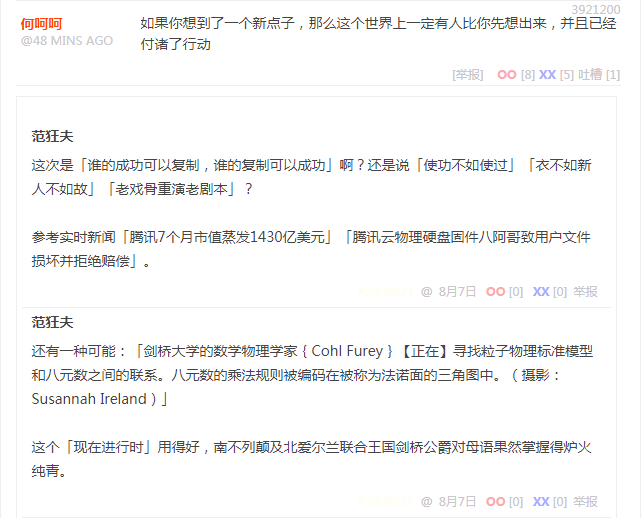 3921200
何呵呵
@48 MINS AGO
如果你想到了一个新点子，那么这个世界上一定有人比你先想出来，并且已经
付诸了行动
[举报] OO [8] XX [5] 吐槽 [1]
范狂夫
这次是「谁的成功可以复制，谁的复制可以成功」啊？还是说「使功不如使过」「衣不如新
人不如故」「老戏骨重演老剧本」？
参考实时新闻「腾讯7个月市值蒸发1430亿美元」「腾讯云物理硬盘固件八阿哥致用户文件
损坏并拒绝赔偿」。
@ 8月7日 OO [0] XX [0] 举报
范狂夫
还有一种可能：「剑桥大学的数学物理学家 { Cohl Furey } 【正在】寻找粒子物理标准模型
和八元数之间的联系。八元数的乘法规则被编码在被称为法诺面的三角图中。（ 摄影：
Susannah Ireland ）」
这个「现在进行时」用得好，南不列颠及北爱尔兰联合王国剑桥公爵对母语果然掌握得炉火
纯青。
@ 8月7日 OO [0] XX [0] 举报